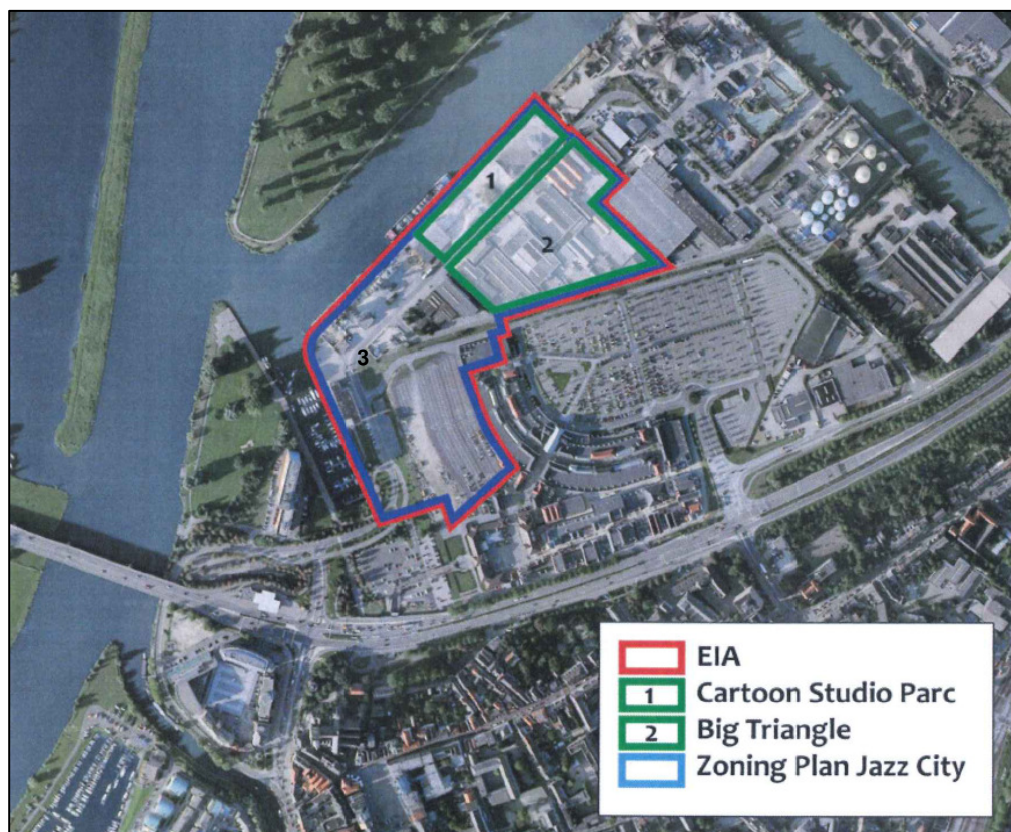 1
2
3
EIA
1 Cartoon Studio Parc
2 Big Triangle
Zoning Plan Jazz City